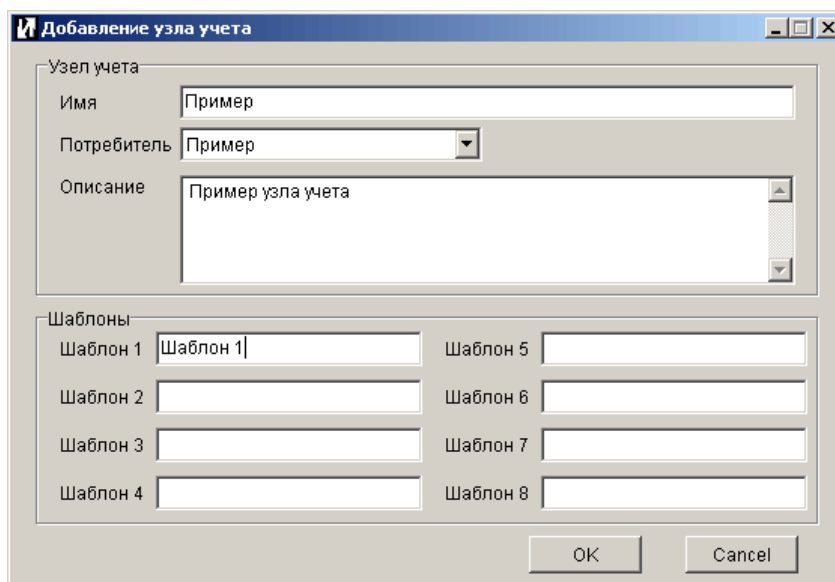 Добавление узла учета
Узел учета
Имя Пример
Потребитель Пример
Описание Пример узла учета
Шаблоны
Шаблон 1 Шаблон 1 Шаблон 5
Шаблон 2 Шаблон 6
Шаблон 3 Шаблон 7
Шаблон 4 Шаблон 8
OK Cancel